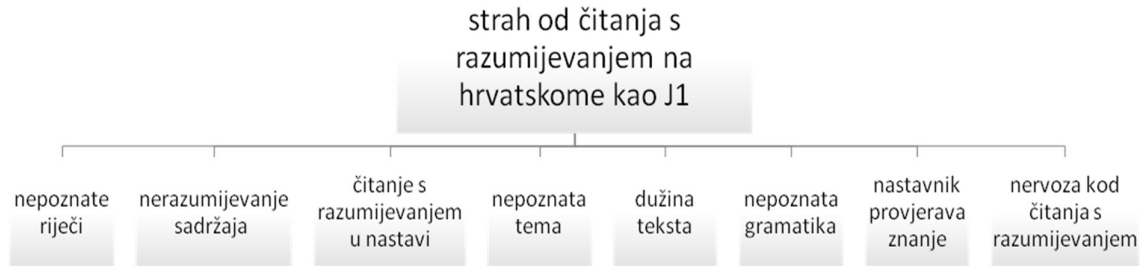 strah od čitanja s
razumijevanjem na
hrvatskome kao J1
nepoznate
riječi
nerazumijevanje
sadržaja
čitanje s
razumijevanjem
u nastavi
nepoznata
tema
dužina
teksta
nepoznata
gramatika
nastavnik
provjerava
znanje
nervoza kod
čitanja s
razumijevanjem